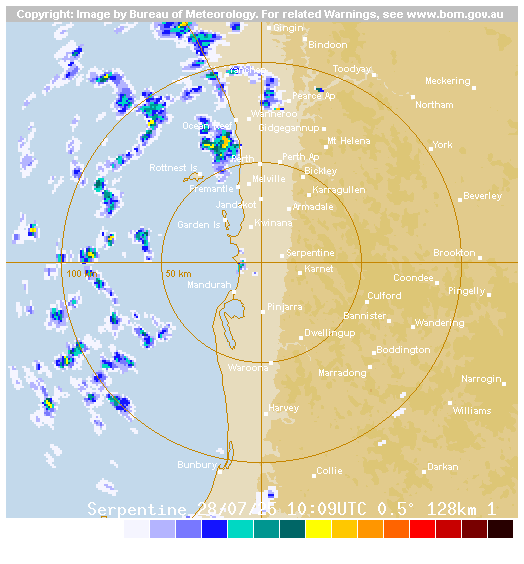 Copyright: Image by Bureau of Meteorology. For related Warnings, see www.bom.gov.au
Gingin
Bindoon
Toodyay
Meckering
Pearce Ap
Northam
Wanneroo
Ocean Reef
Gidgegannup
Mt Helena
York
Perth
Perth Ap
Rottnest Is
Bickley
Melville
Fremantle
Karragullen
Beverley
Jandakot
Armadale
Garden Is
Kwinana
Serpentine
Brookton
100 km
50 km
Karnet
Coondee
Mandurah
Pingelly
Culford
Pinjarra
Bannister
Wandering
Dwellingup
Boddington
Waroona
Marradong
Narrogin
Harvey
Williams
Bunbury
Collie
Darkan
Serpentine 28/07/26 10:09UTC 0.5° 128km 1